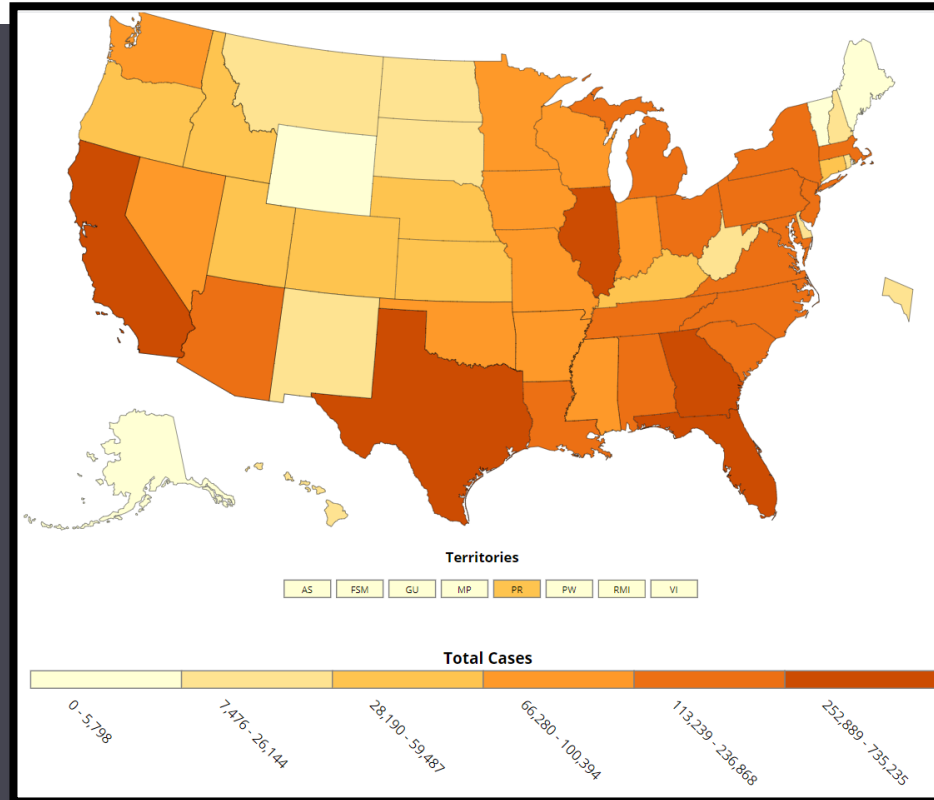 Territories
AS FSM GU MP PR PW RMI VI
Total Cases
0 - 5,798
7,476 - 26,144
28,190 - 59,487
66,280 - 100,394
113,239 - 236,868
252,889 - 735,235